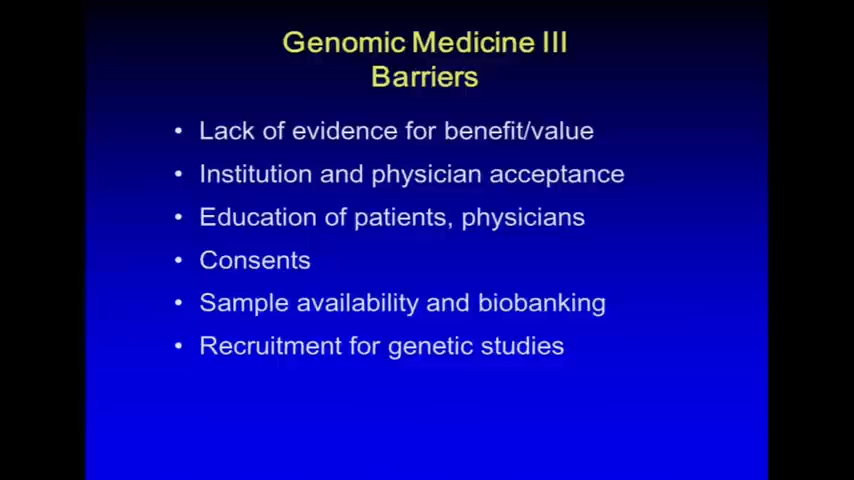 Genomic Medicine III
Barriers
• Lack of evidence for benefit/value
• Institution and physician acceptance
• Education of patients, physicians
• Consents
• Sample availability and biobanking
• Recruitment for genetic studies